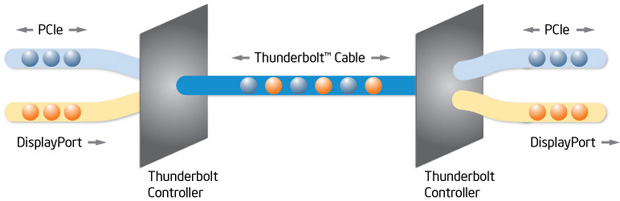 PCIe
Thunderbolt™ Cable
PCIe
DisplayPort
DisplayPort
Thunderbolt
Controller
Thunderbolt
Controller